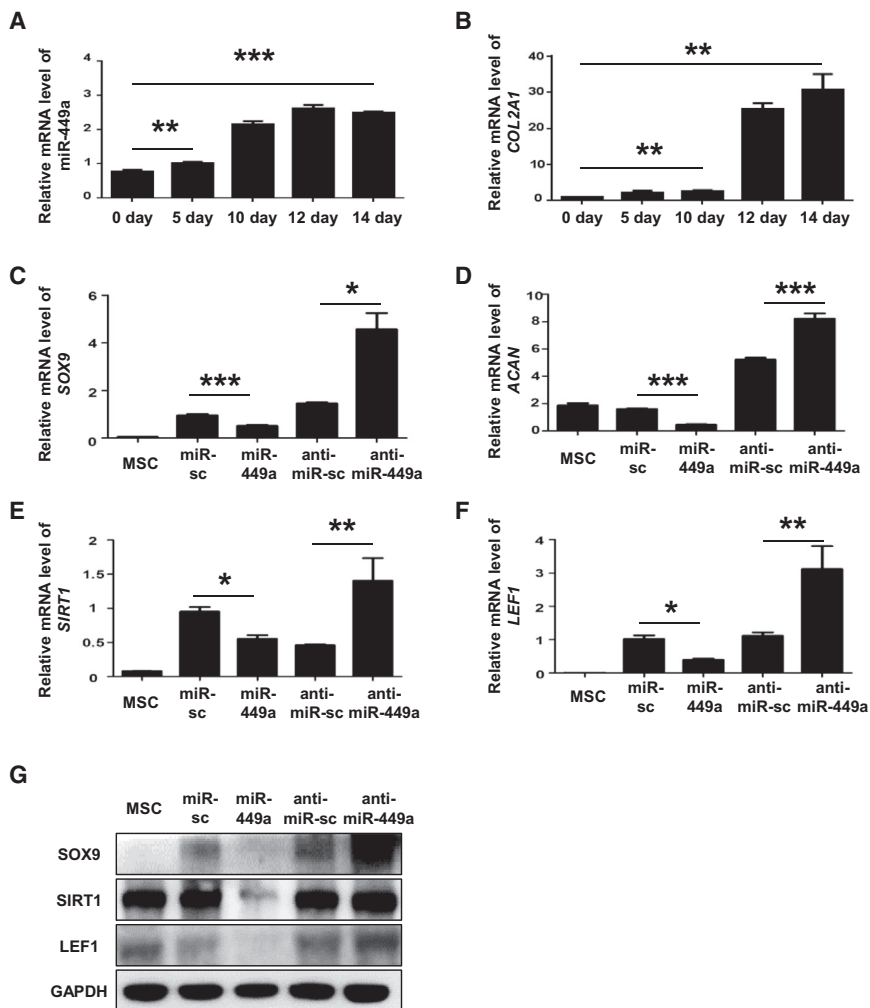 A
Relative mRNA level of
miR-449a
4
3
2
1
0
***
**
0 day 5 day 10 day 12 day 14 day
B
Relative mRNA level of
COL2A1
40
30
20
10
0
**
**
0 day 5 day 10 day 12 day 14 day
C
Relative mRNA level of
SOX9
6
4
2
0
***
*
MSC miR- miR- anti- anti-
sc 449a miR-sc miR-449a
D
Relative mRNA level of
ACAN
10
8
6
4
2
0
***
***
MSC miR- miR- anti- anti-
sc 449a miR-sc miR-449a
E
Relative mRNA level of
SIRT1
2
1.5
1
0.5
0
*
**
MSC miR- miR- anti- anti-
sc 449a miR-sc miR-449a
F
Relative mRNA level of
LEF1
4
3
2
1
0
*
**
MSC miR- miR- anti- anti-
sc 449a miR-sc miR-449a
G
MSC miR- miR- anti- anti-
sc 449a miR-sc miR-449a
SOX9
SIRT1
LEF1
GAPDH